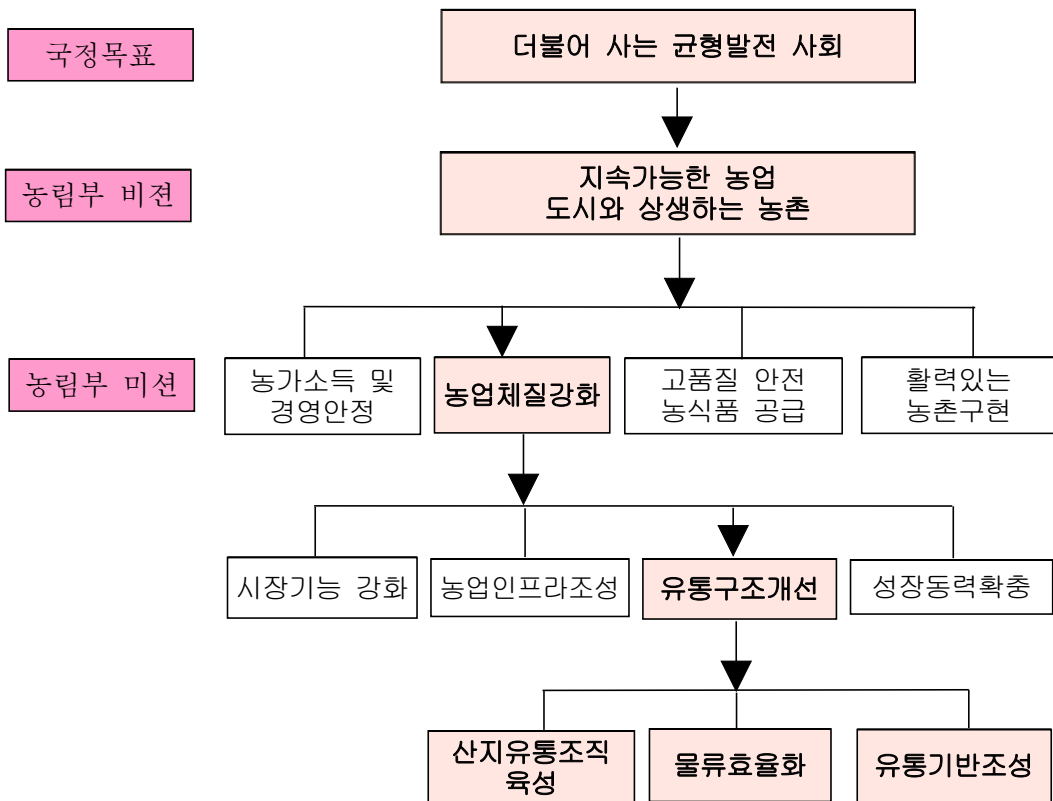 국정목표
더불어 사는 균형발전 사회
농림부 비젼
지속가능한 농업
도시와 상생하는 농촌
농림부 미션
농가소득 및
경영안정
농업체질강화
고품질 안전
농식품 공급
활력있는
농촌구현
시장기능 강화
농업인프라조성
유통구조개선
성장동력확충
산지유통조직
육성
물류효율화
유통기반조성